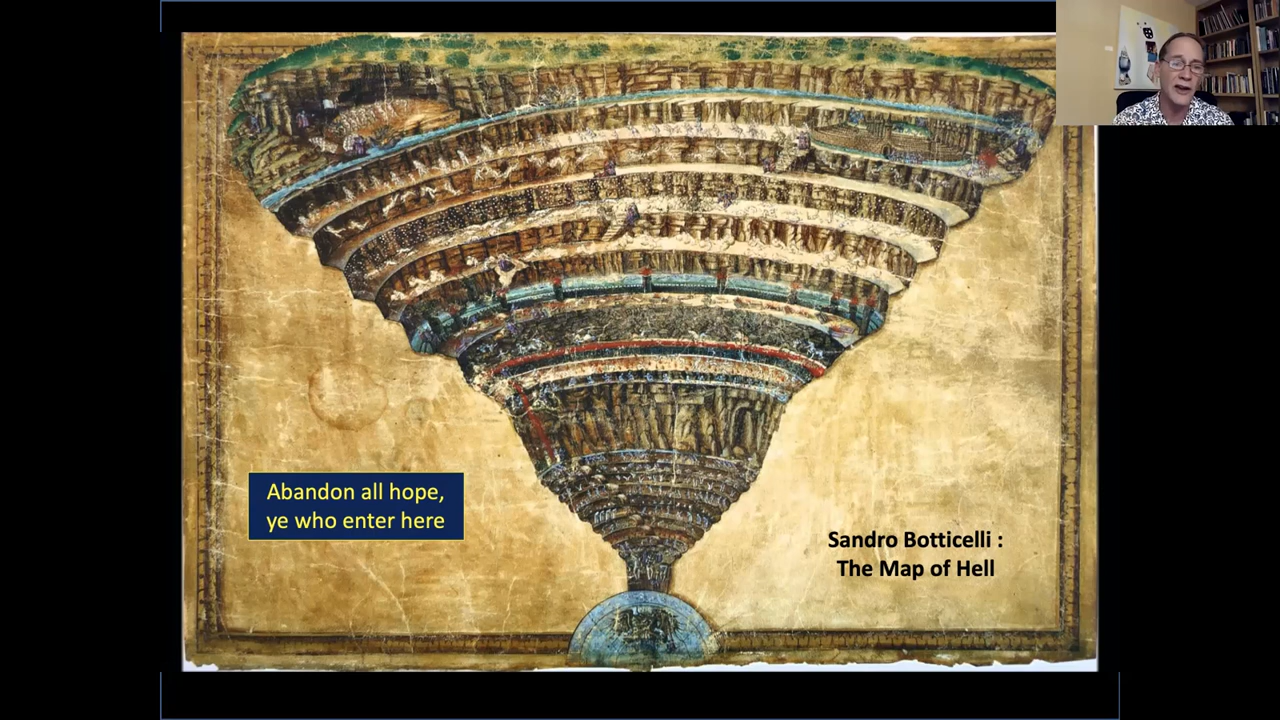 Abandon all hope,
ye who enter here
Sandro Botticelli :
The Map of Hell